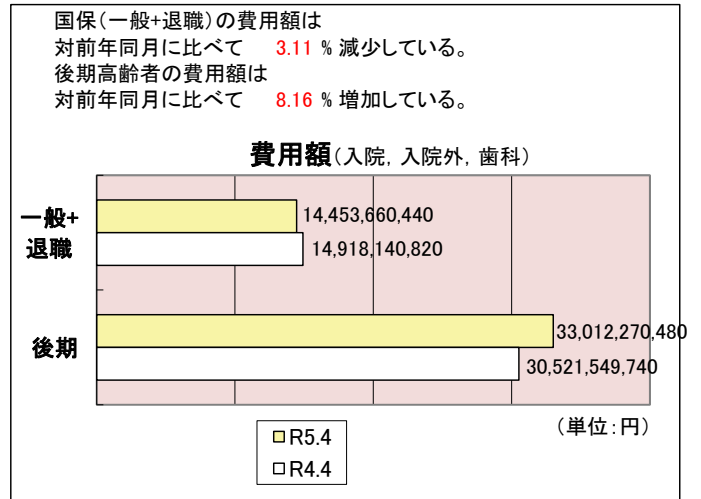 国保(一般+退職)の費用額は
対前年同月に比べて 3.11 % 減少している。
後期高齢者の費用額は
対前年同月に比べて 8.16 % 増加している。
費用額(入院, 入院外, 歯科)
一般+
退職
14,453,660,440
14,918,140,820
後期
33,012,270,480
30,521,549,740
(単位:円)
R5.4
R4.4